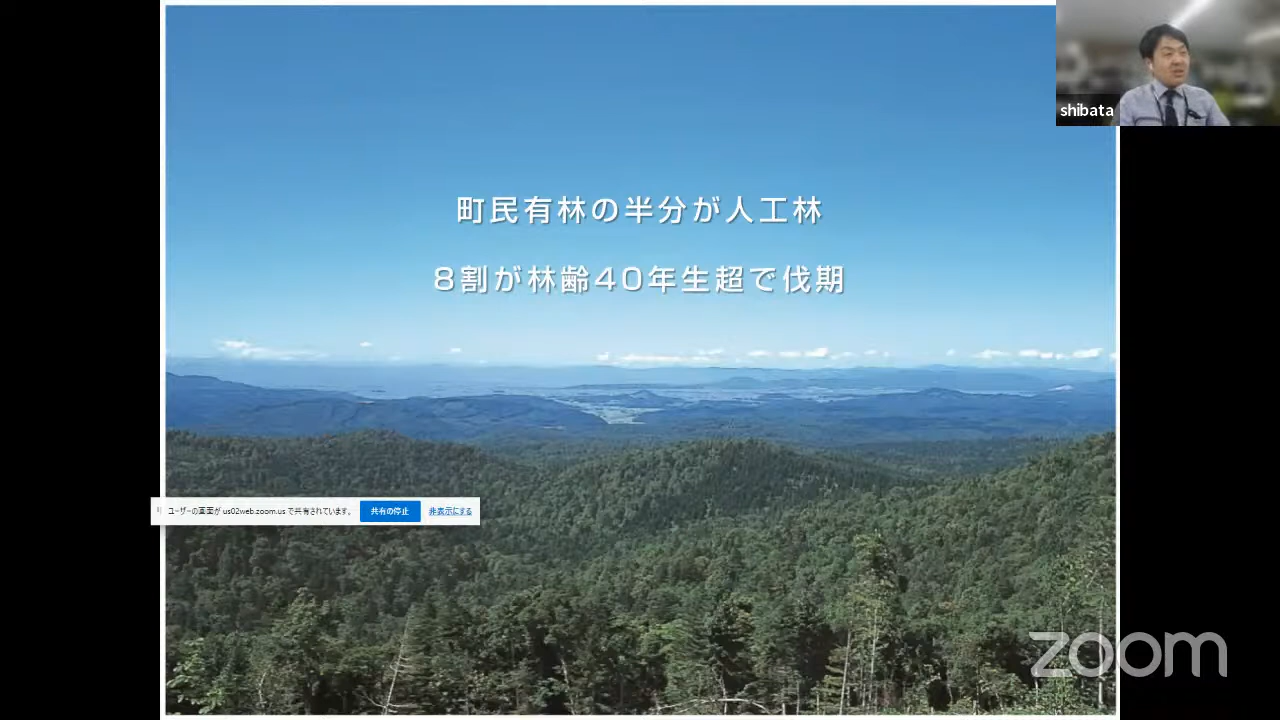 shibata
町民有林の半分が人工林
8割が林齢40年生超で伐期
ユーザーの画面が us02web.zoom.us で共有されています。 共有の停止 非表示にする
zoom